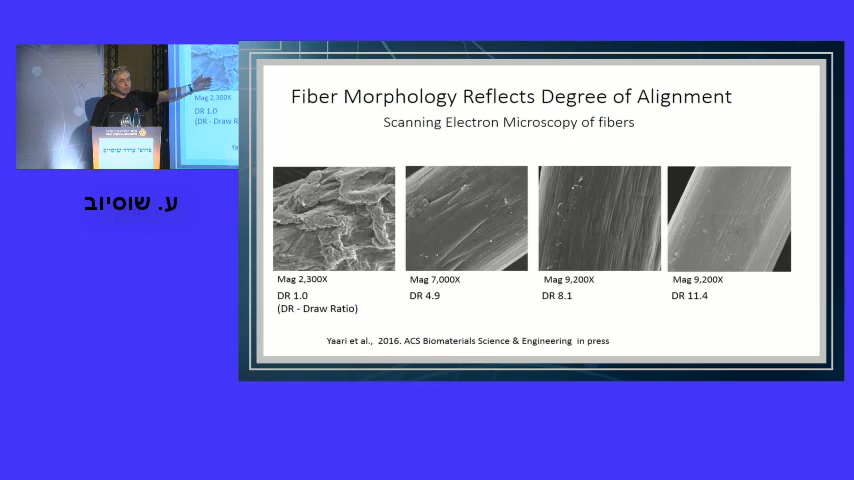 Fiber Morphology Reflects Degree of Alignment
Scanning Electron Microscopy of fibers
Mag 2,300X
DR 1.0
(DR - Draw Ratio)
Mag 7,000X
DR 4.9
Mag 9,200X
DR 8.1
Mag 9,200X
DR 11.4
Yaari et al., 2016. ACS Biomaterials Science & Engineering in press
Mag 2,300X
DR 1.0
(DR - Draw R
Ya
ע. שוסיוב